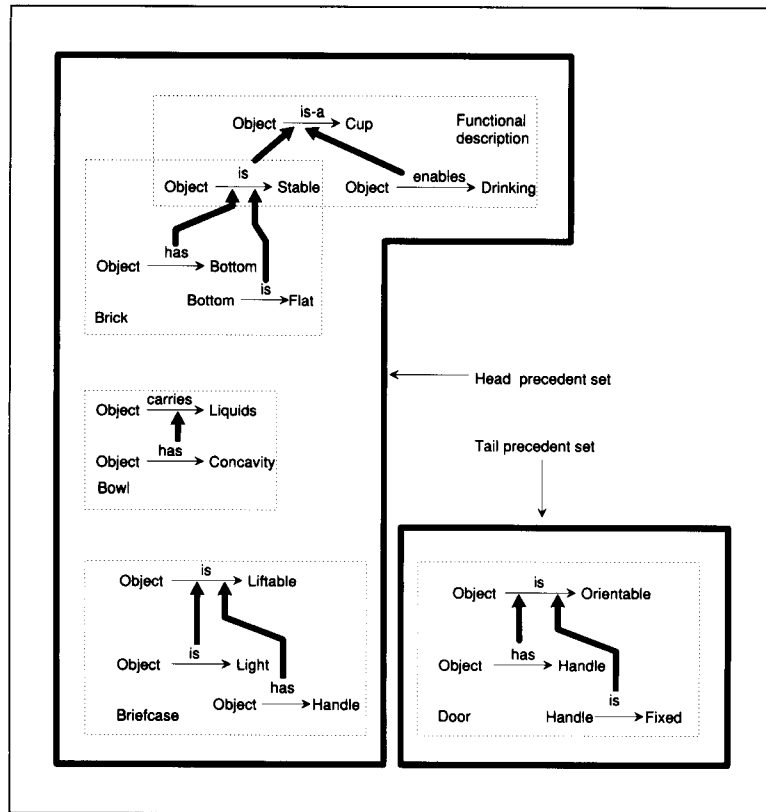 is-a
Object Cup
Functional
description
is
Object Stable
enables
Object Drinking
has
Object Bottom
is
Bottom Flat
Brick
Head precedent set
carries
Object Liquids
has
Object Concavity
Bowl
Tail precedent set
is
Object Liftable
is
Object Light
has
Object Handle
Briefcase
is
Object Orientable
has
Object Handle
is
Handle Fixed
Door